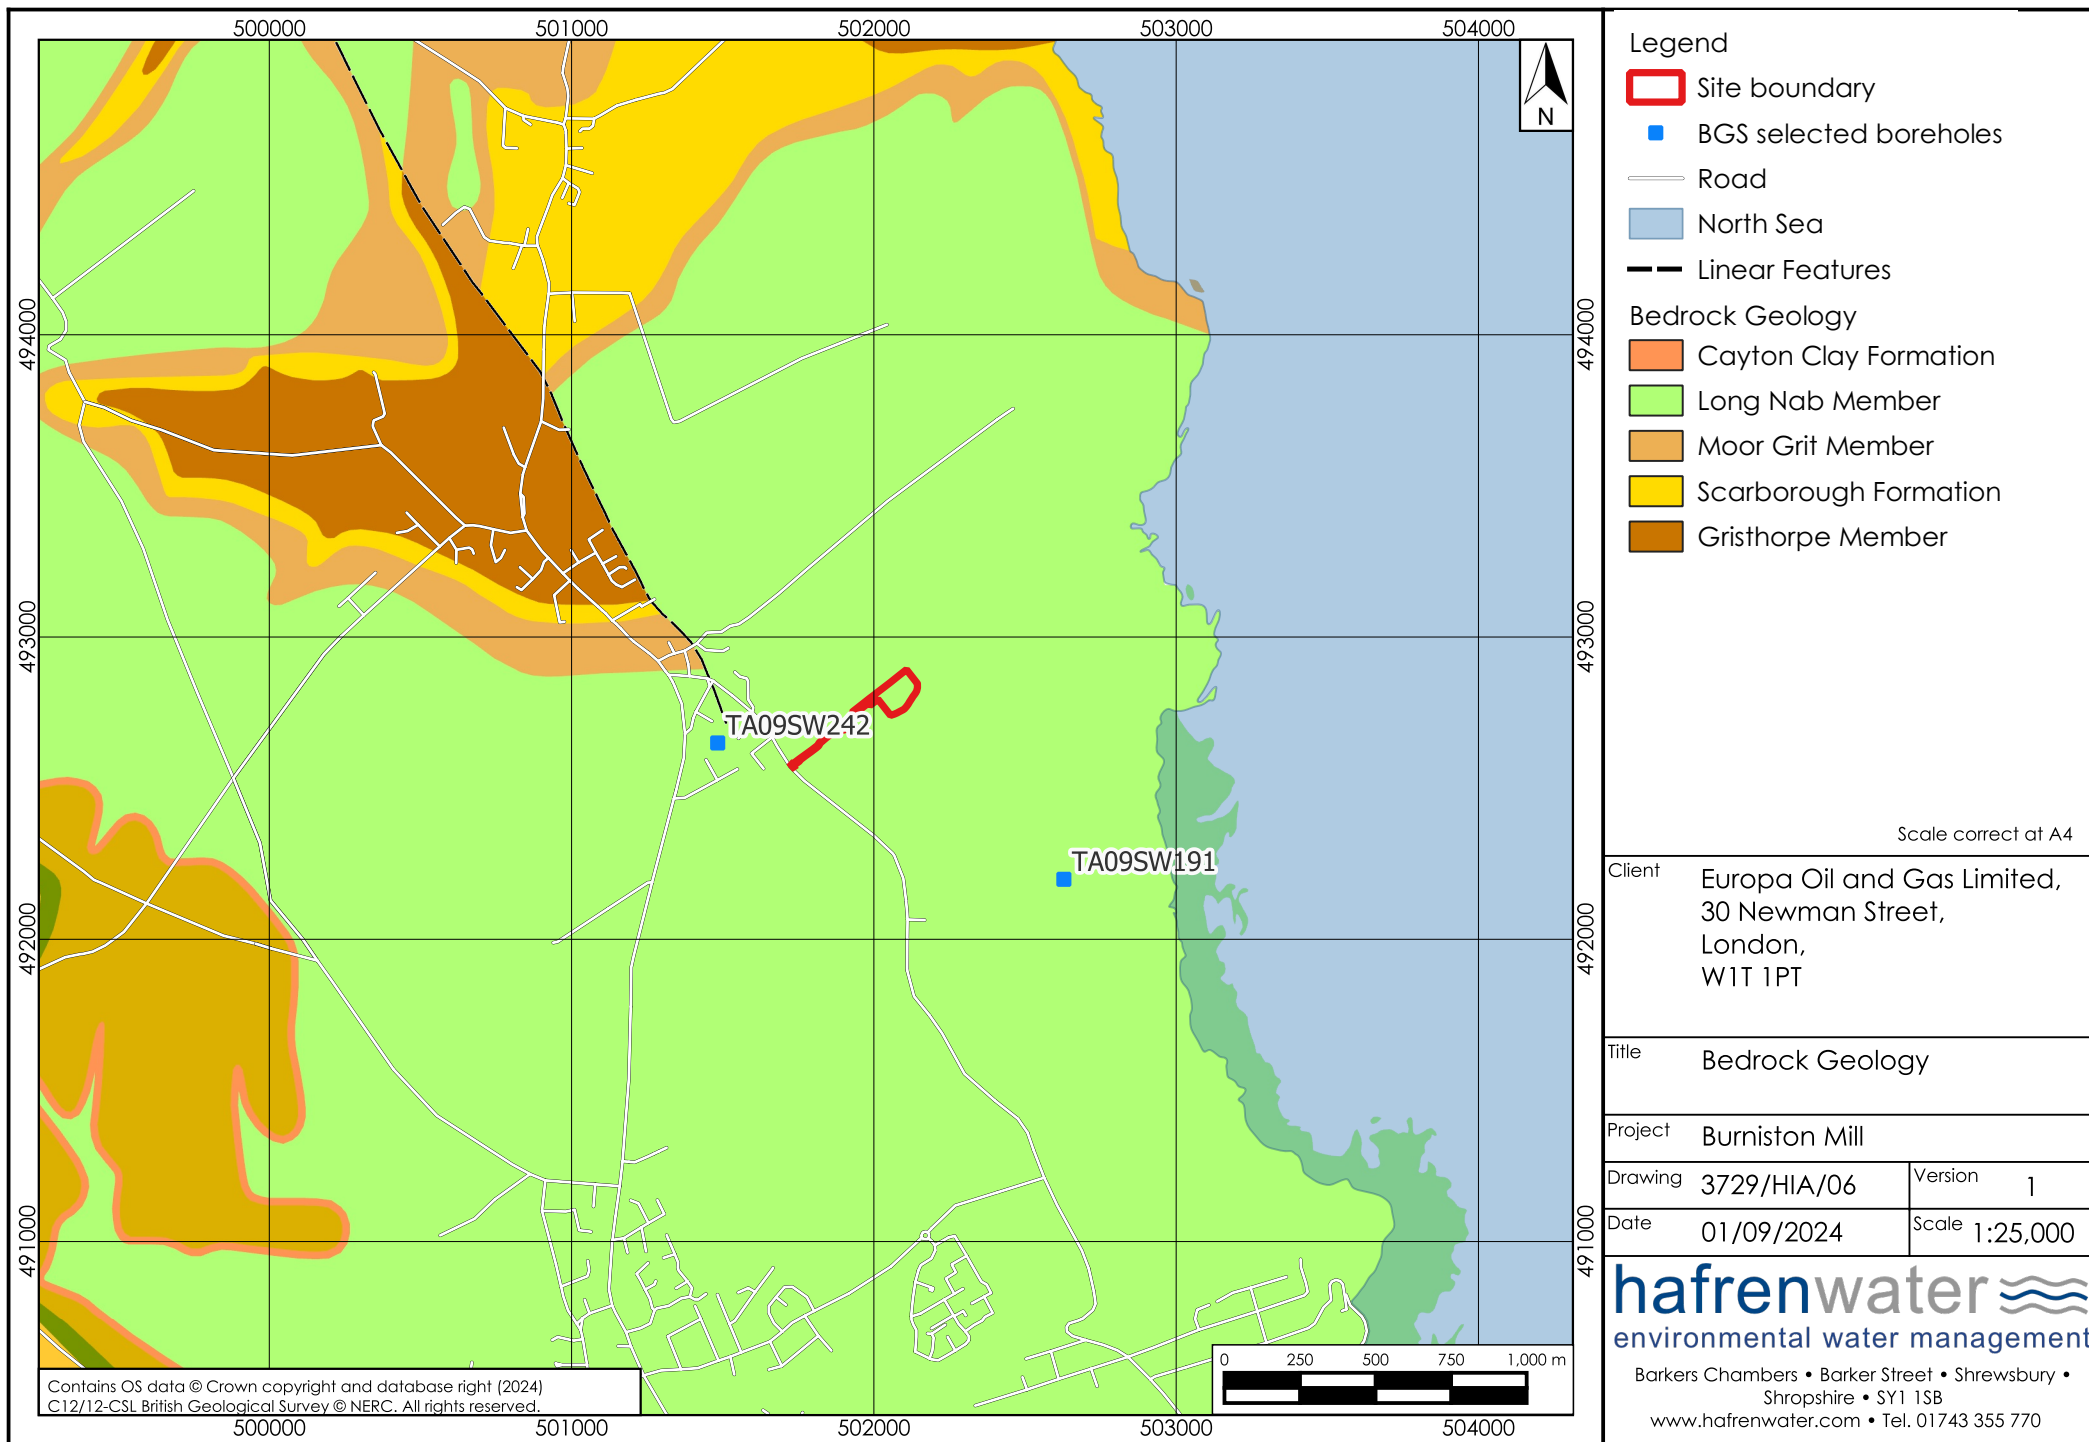 500000
501000
502000
503000
504000
N
494000
494000
493000
493000
TA09SW242
TA09SW191
492000
492000
491000
491000
0
250
500
750
1,000 m
Contains OS data © Crown copyright and database right (2024)
C12/12-CSL British Geological Survey © NERC. All rights reserved.
500000
501000
502000
503000
504000
Legend
Site boundary
BGS selected boreholes
Road
North Sea
Linear Features
Bedrock Geology
Cayton Clay Formation
Long Nab Member
Moor Grit Member
Scarborough Formation
Gristhorpe Member
Scale correct at A4
Client
Europa Oil and Gas Limited,
30 Newman Street,
London,
W1T 1PT
Title
Bedrock Geology
Project
Burniston Mill
Drawing 3729/HIA/06
Version 1
Date 01/09/2024
Scale 1:25,000
hafrenwater
environmental water management
Barkers Chambers • Barker Street • Shrewsbury •
Shropshire • SY1 1SB
www.hafrenwater.com • Tel. 01743 355 770